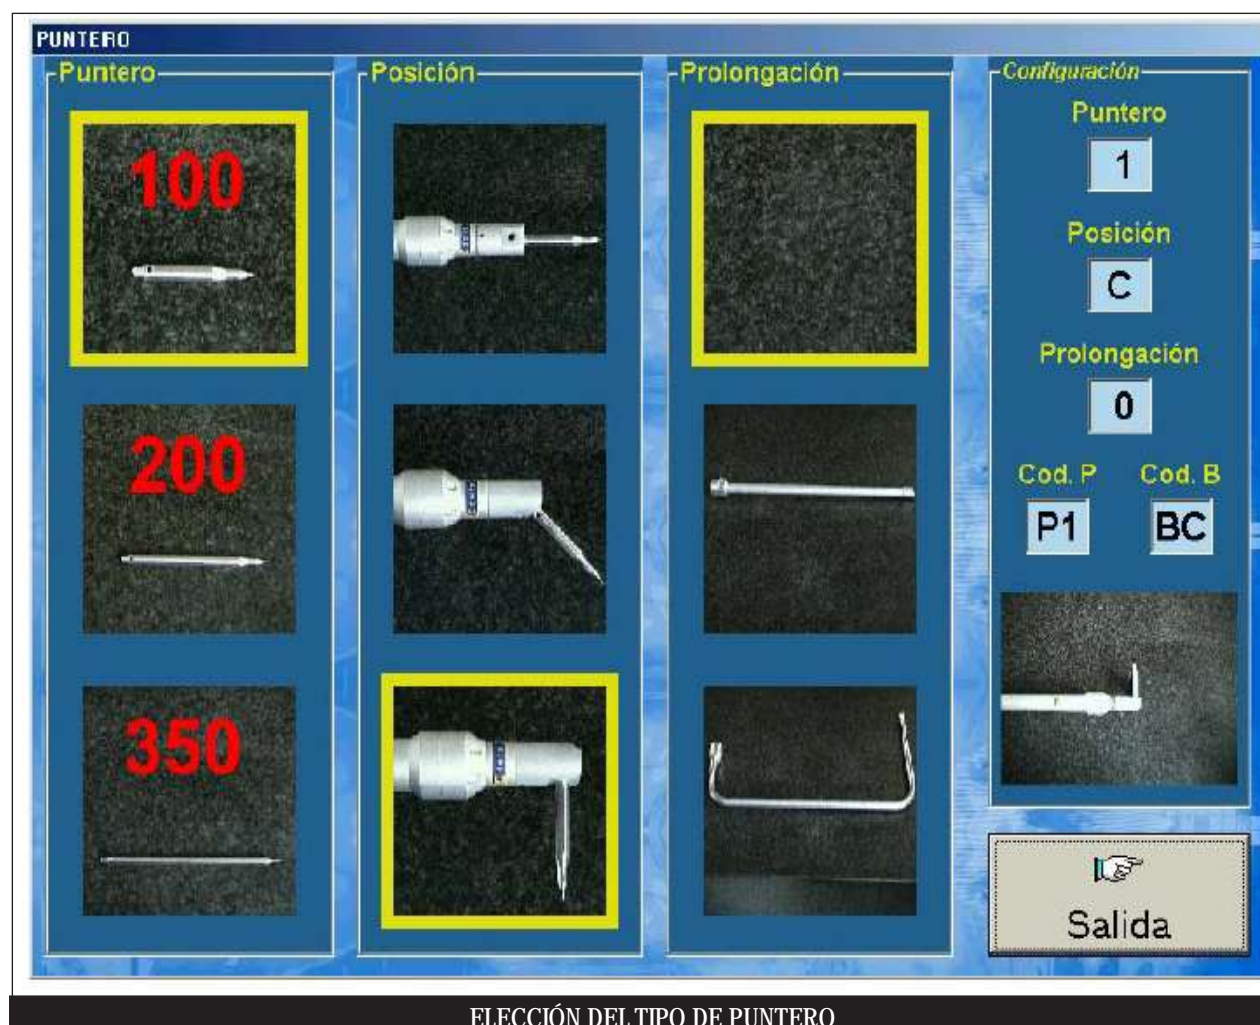 PUNTERO
Puntero
Posición
Prolongación
Configuración
100
200
350
Puntero
1
Posición
C
Prolongación
0
Cod. P Cod. B
P1 BC
Salida
ELECCIÓN DEL TIPO DE PUNTERO